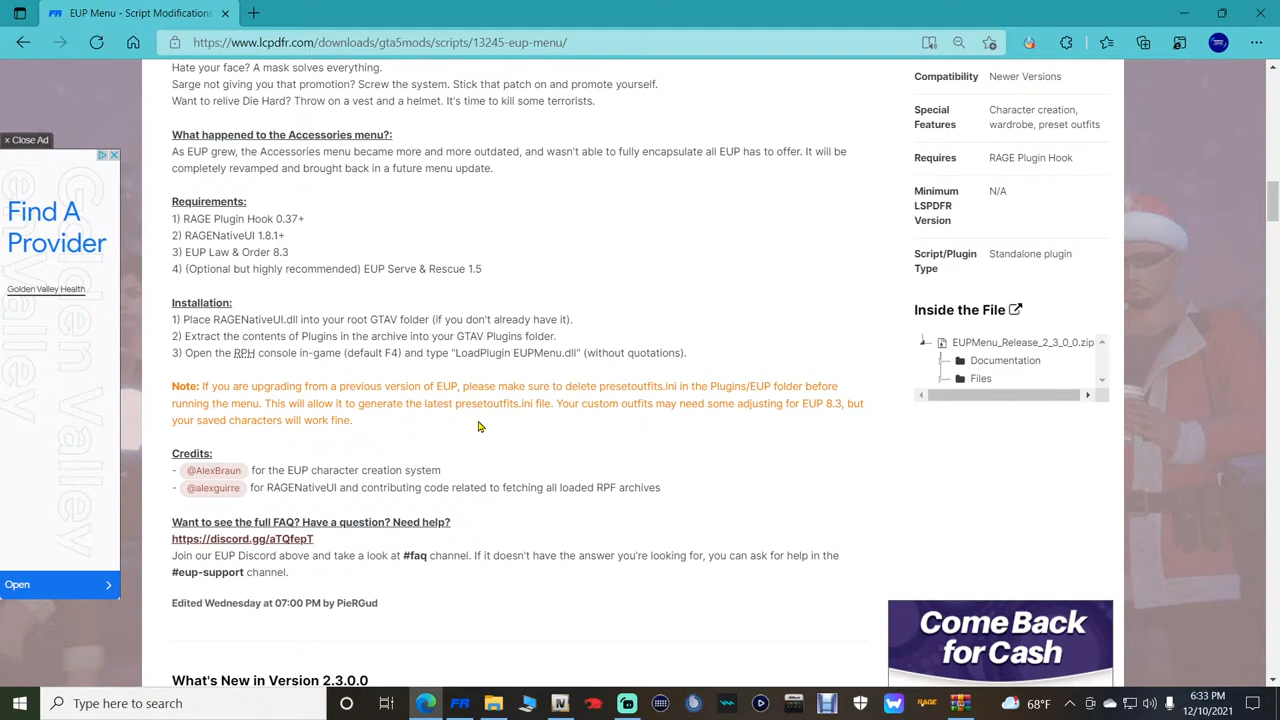 EUP Menu - Script Modifications
https://www.lcpdfr.com/downloads/gta5mods/scripts/13245-eup-menu/
Hate your face? A mask solves everything.
Sarge not giving you that promotion? Screw the system. Stick that patch on and promote yourself.
Want to relive Die Hard? Throw on a vest and a helmet. It's time to kill some terrorists.
What happened to the Accessories menu?:
As EUP grew, the Accessories menu became more and more outdated, and wasn't able to fully encapsulate all EUP has to offer. It will be
completely revamped and brought back in a future menu update.
Requirements:
1) RAGE Plugin Hook 0.37+
2) RAGENativeUI 1.8.1+
3) EUP Law & Order 8.3
4) (Optional but highly recommended) EUP Serve & Rescue 1.5
Installation:
1) Place RAGENativeUI.dll into your root GTAV folder (if you don't already have it).
2) Extract the contents of Plugins in the archive into your GTAV Plugins folder.
3) Open the RPH console in-game (default F4) and type "LoadPlugin EUPMenu.dll" (without quotations).
Note: If you are upgrading from a previous version of EUP, please make sure to delete presetoutfits.ini in the Plugins/EUP folder before
running the menu. This will allow it to generate the latest presetoutfits.ini file. Your custom outfits may need some adjusting for EUP 8.3, but
your saved characters will work fine.
Credits:
- @AlexBraun for the EUP character creation system
- @alexguirre for RAGENativeUI and contributing code related to fetching all loaded RPF archives
Want to see the full FAQ? Have a question? Need help?
https://discord.gg/aTQfepT
Join our EUP Discord above and take a look at #faq channel. If it doesn't have the answer you're looking for, you can ask for help in the
#eup-support channel.
Edited Wednesday at 07:00 PM by PieRGud
What's New in Version 2.3.0.0
Compatibility Newer Versions
Special Features Character creation, wardrobe, preset outfits
Requires RAGE Plugin Hook
Minimum LSPDFR Version N/A
Script/Plugin Type Standalone plugin
Inside the File
EUPMenu_Release_2_3_0_0.zip
Documentation
Files
Come Back
for Cash
× Close Ad
Find A
Provider
Golden Valley Health
Open
Golden Valley
Type here to search
68°F
6:33 PM
12/10/2021